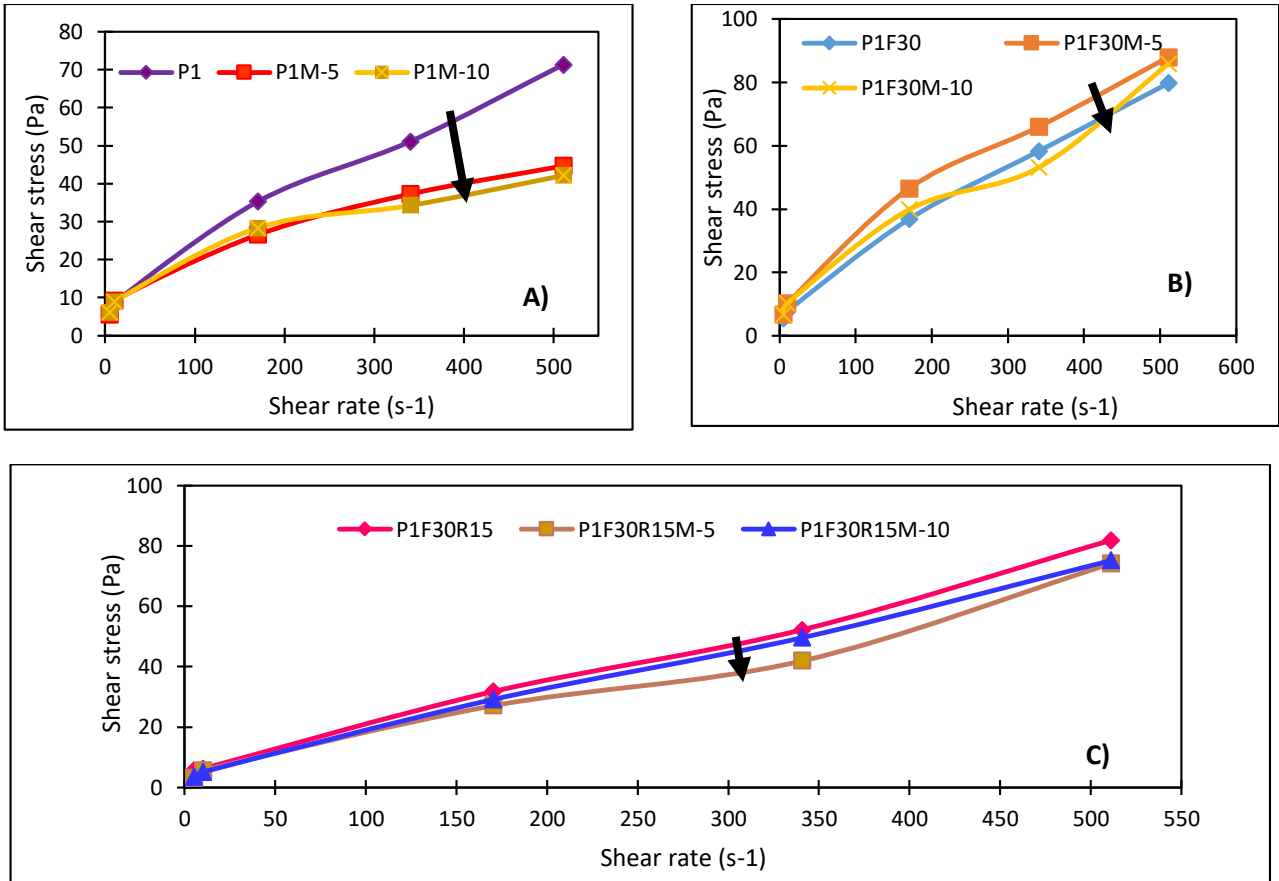 80
70
60
50
40
30
20
10
0
Shear stress (Pa)
P1 P1M-5 P1M-10
A)
0 100 200 300 400 500
Shear rate (s-1)
100
80
60
40
20
0
Shear stress (Pa)
P1F30 P1F30M-5
P1F30M-10
B)
0 100 200 300 400 500 600
Shear rate (s-1)
100
80
60
40
20
0
Shear stress (Pa)
P1F30R15 P1F30R15M-5 P1F30R15M-10
C)
0 50 100 150 200 250 300 350 400 450 500 550
Shear rate (s-1)